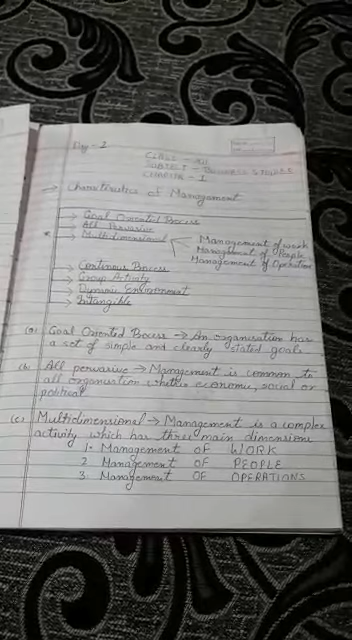 Day - 2
CLASS - XII
SUBJECT - BUSINESS STUDIES
CHAPTER - I
→ Characteristics of Management
→ Goal Oriented Process
→ All Pervasive
→ Multidimensional
Management of work
Management of People
Management of Operation
→ Continous Process
→ Group Activity
→ Dynamic Environment
→ Intangible
(a) Goal Oriented Process → An organisation has
a set of simple and clearly stated goals
(b) All pervasive → Management is common to
all organisation whether economic, social or
political.
(c) Multidimensional → Management is a complex
activity which has three main dimensions
1. Management OF WORK
2. Management OF PEOPLE
3. Management OF OPERATIONS